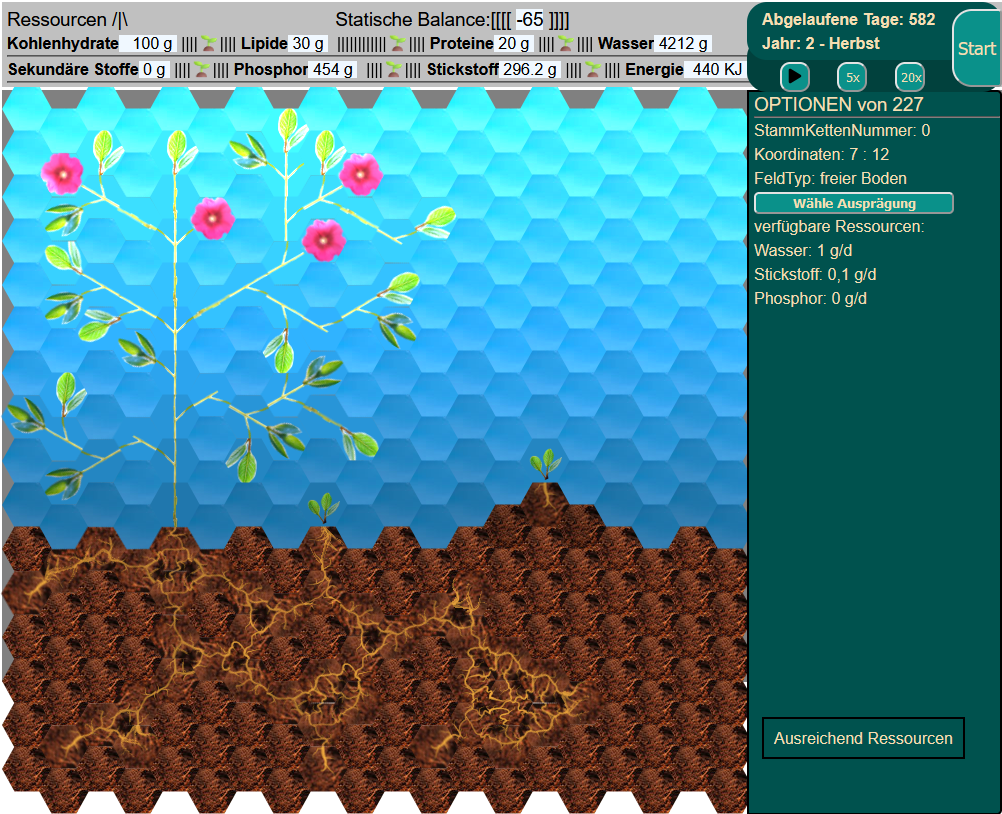 Ressourcen /|\ Statische Balance:[[[[ -65 ]]]]
Kohlenhydrate 100 g |||| |||| Lipide 30 g ||||||||||| |||| Proteine 20 g |||| |||| Wasser 4212 g
Sekundäre Stoffe 0 g |||| |||| Phosphor 454 g |||| |||| Stickstoff 296.2 g |||| |||| Energie 440 KJ
Abgelaufene Tage: 582
Jahr: 2 - Herbst
Start
5x
20x
OPTIONEN von 227
StammKettenNummer: 0
Koordinaten: 7 : 12
FeldTyp: freier Boden
Wähle Ausprägung
verfügbare Ressourcen:
Wasser: 1 g/d
Stickstoff: 0,1 g/d
Phosphor: 0 g/d
Ausreichend Ressourcen